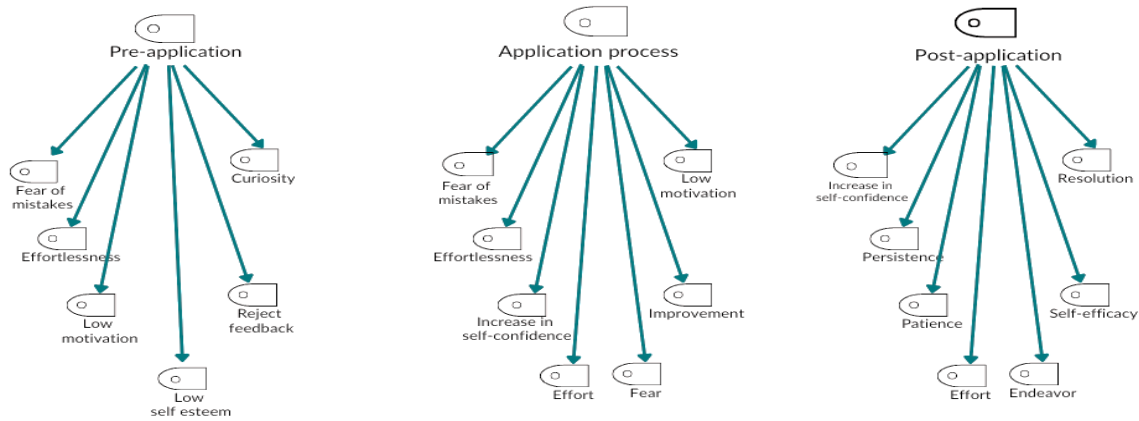 Pre-application
Fear of
mistakes
Effortlessness
Low
motivation
Low
self esteem
Reject
feedback
Curiosity
Application process
Fear of
mistakes
Effortlessness
Increase in
self-confidence
Effort
Fear
Improvement
Low
motivation
Post-application
Increase in
self-confidence
Persistence
Patience
Effort
Endeavor
Self-efficacy
Resolution